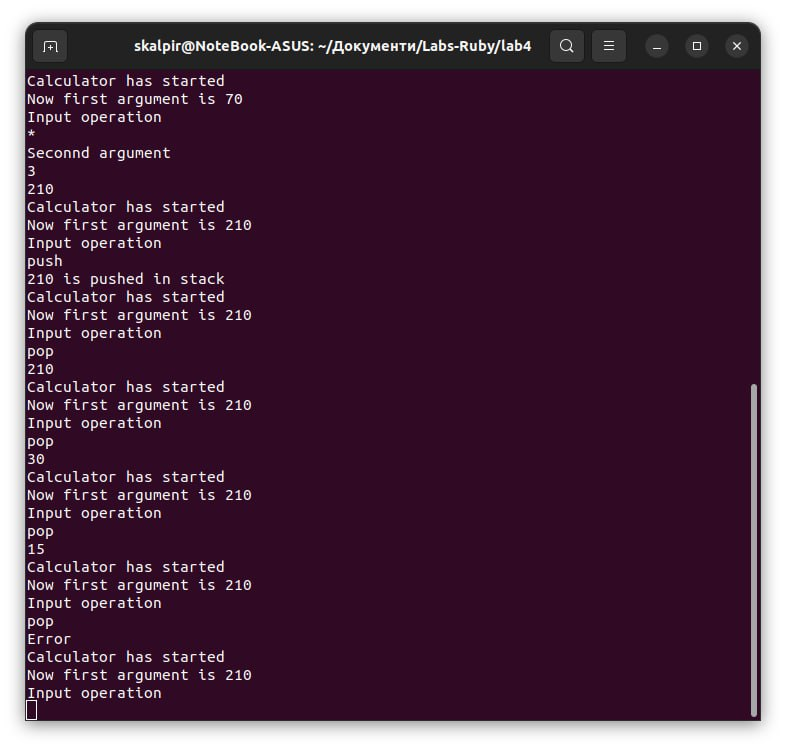 skalpir@NoteBook-ASUS: ~/Документи/Labs-Ruby/lab4
Calculator has started
Now first argument is 70
Input operation
*
Seconnd argument
3
210
Calculator has started
Now first argument is 210
Input operation
push
210 is pushed in stack
Calculator has started
Now first argument is 210
Input operation
pop
210
Calculator has started
Now first argument is 210
Input operation
pop
30
Calculator has started
Now first argument is 210
Input operation
pop
15
Calculator has started
Now first argument is 210
Input operation
pop
Error
Calculator has started
Now first argument is 210
Input operation